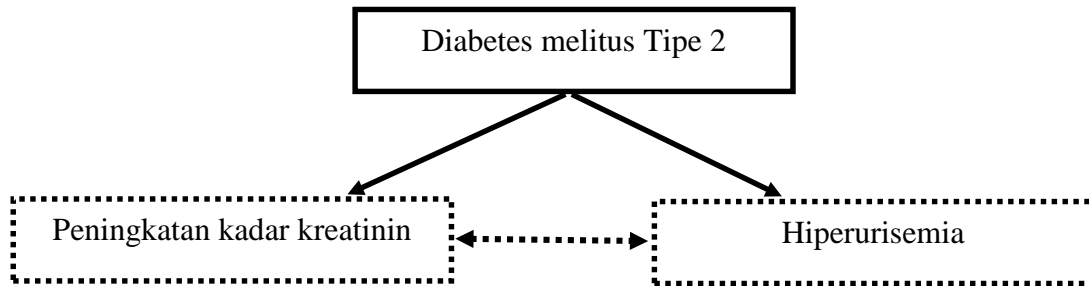 Diabetes melitus Tipe 2
Peningkatan kadar kreatinin
Hiperurisemia